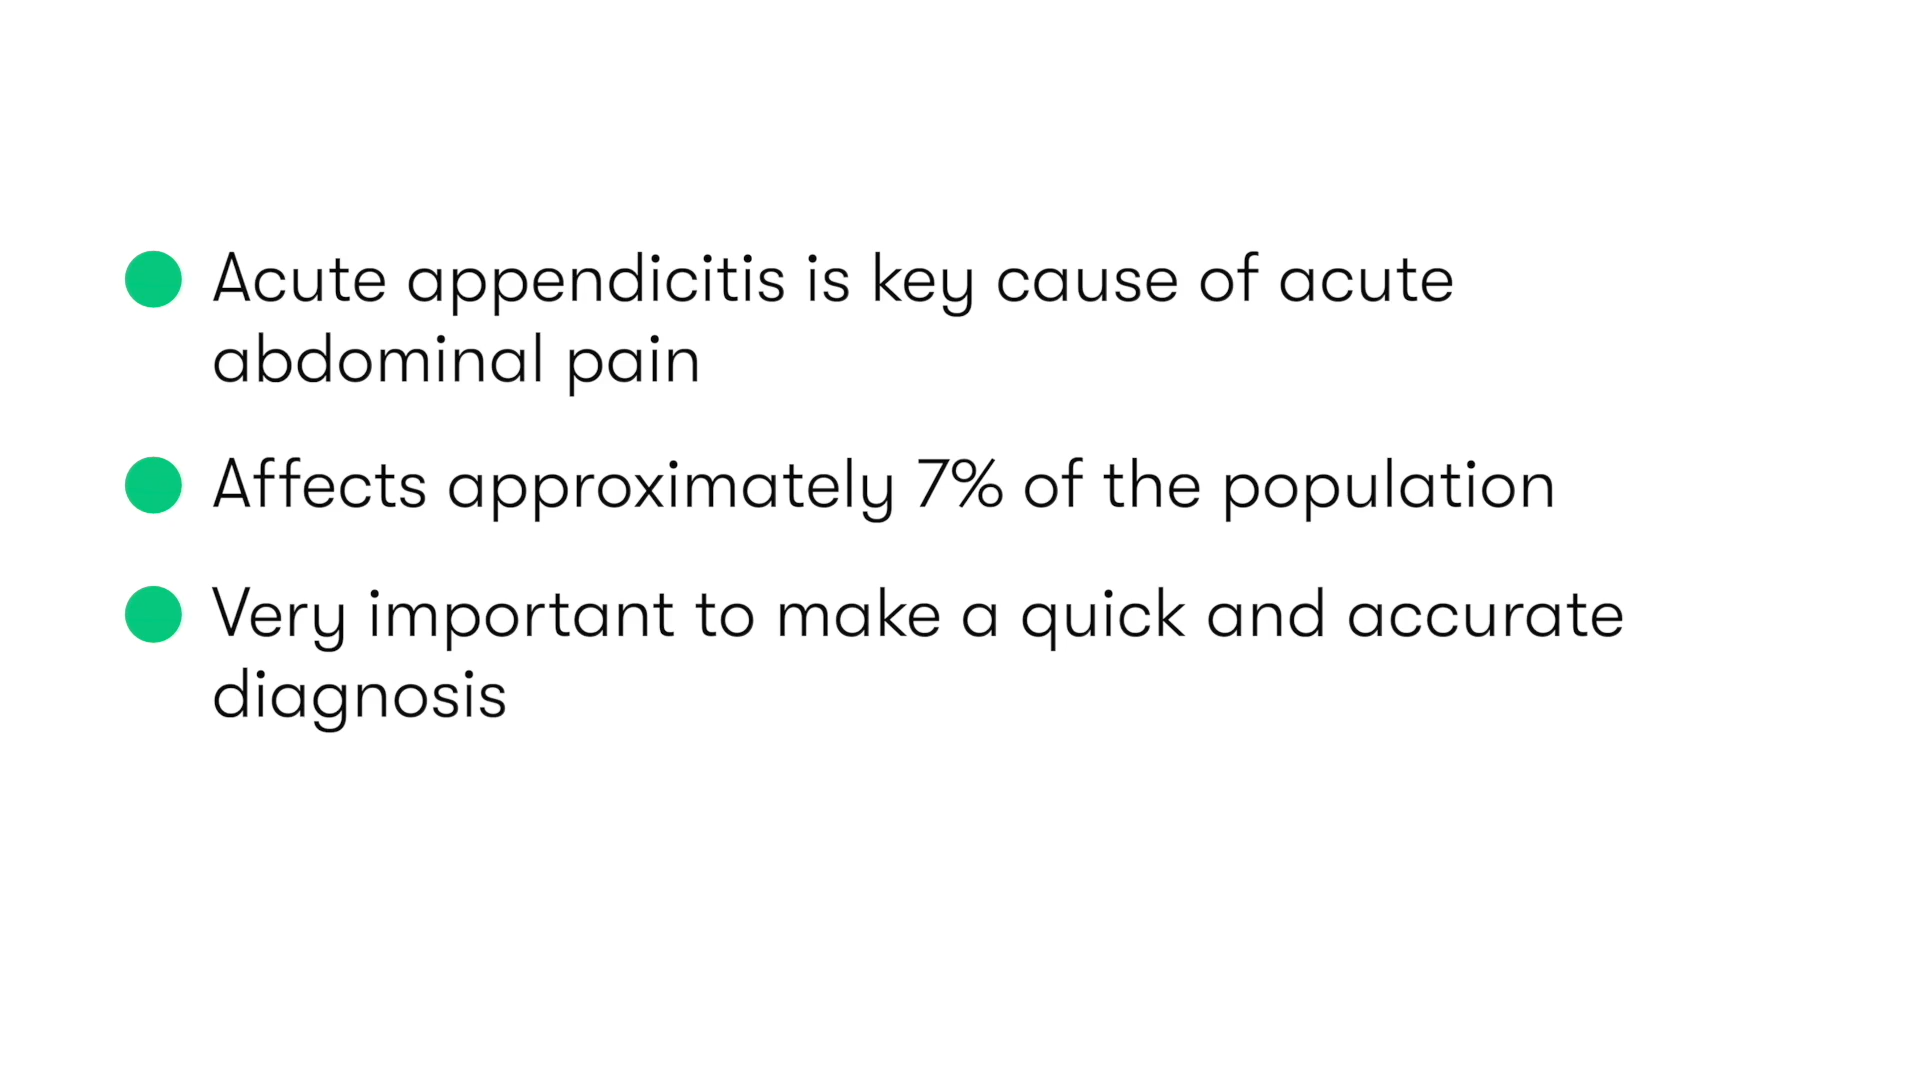 Acute appendicitis is key cause of acute
abdominal pain
Affects approximately 7% of the population
Very important to make a quick and accurate
diagnosis